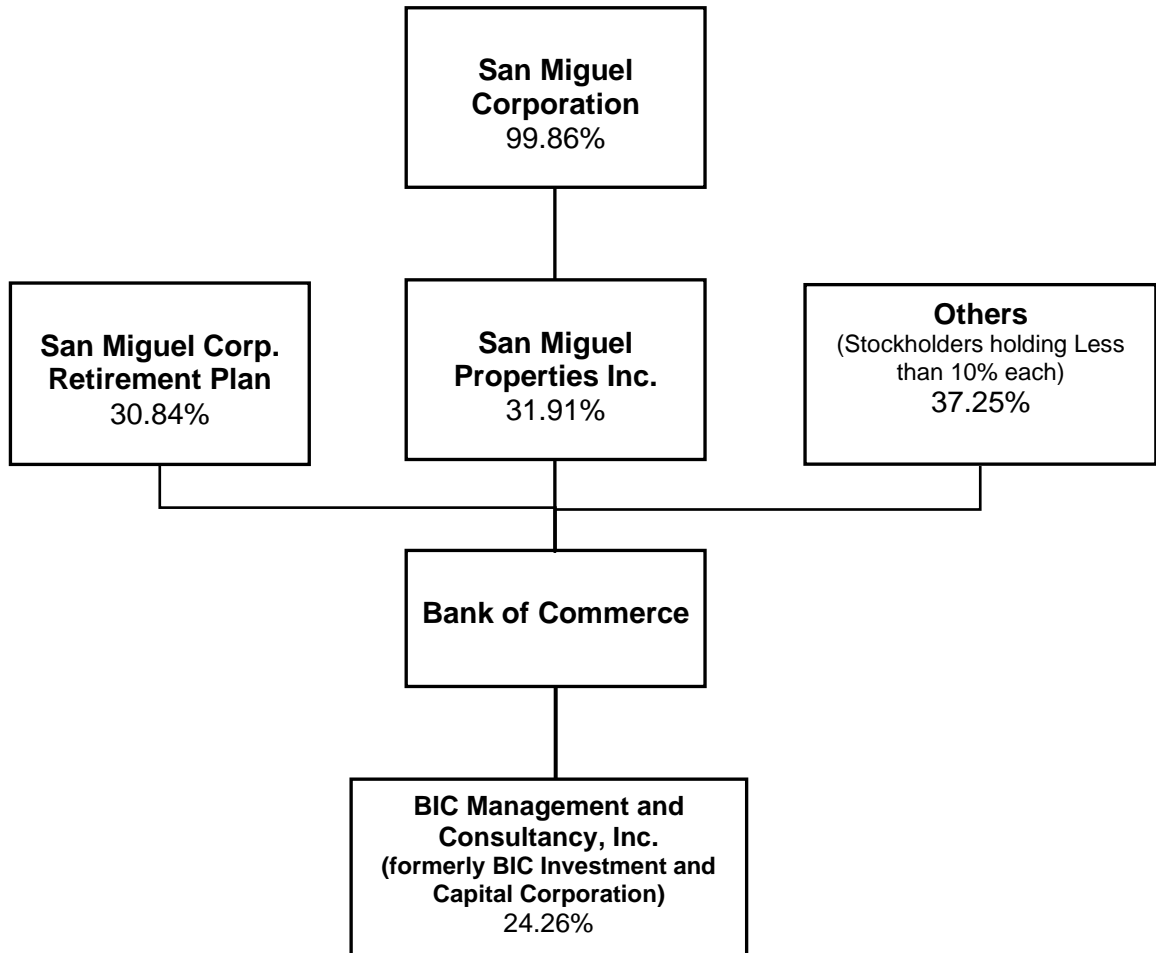 San Miguel
Corporation
99.86%
San Miguel Corp.
Retirement Plan
30.84%
San Miguel
Properties Inc.
31.91%
Others
(Stockholders holding Less
than 10% each)
37.25%
Bank of Commerce
BIC Management and
Consultancy, Inc.
(formerly BIC Investment and
Capital Corporation)
24.26%